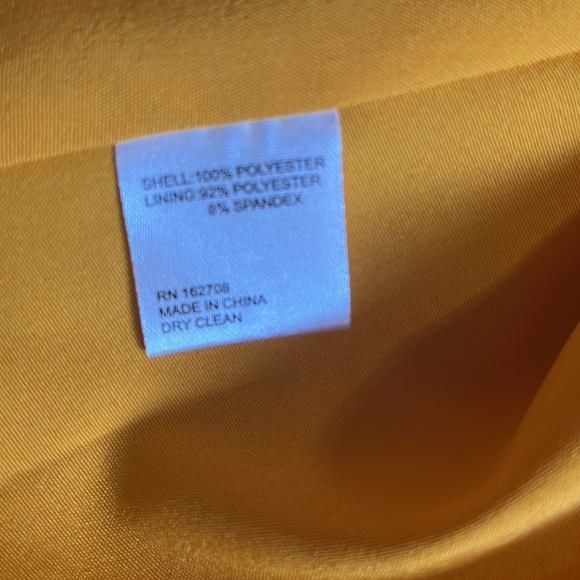 SHELL:100% POLYESTER
LINING:92% POLYESTER
8% SPANDEX
RN 162708
MADE IN CHINA
DRY CLEAN